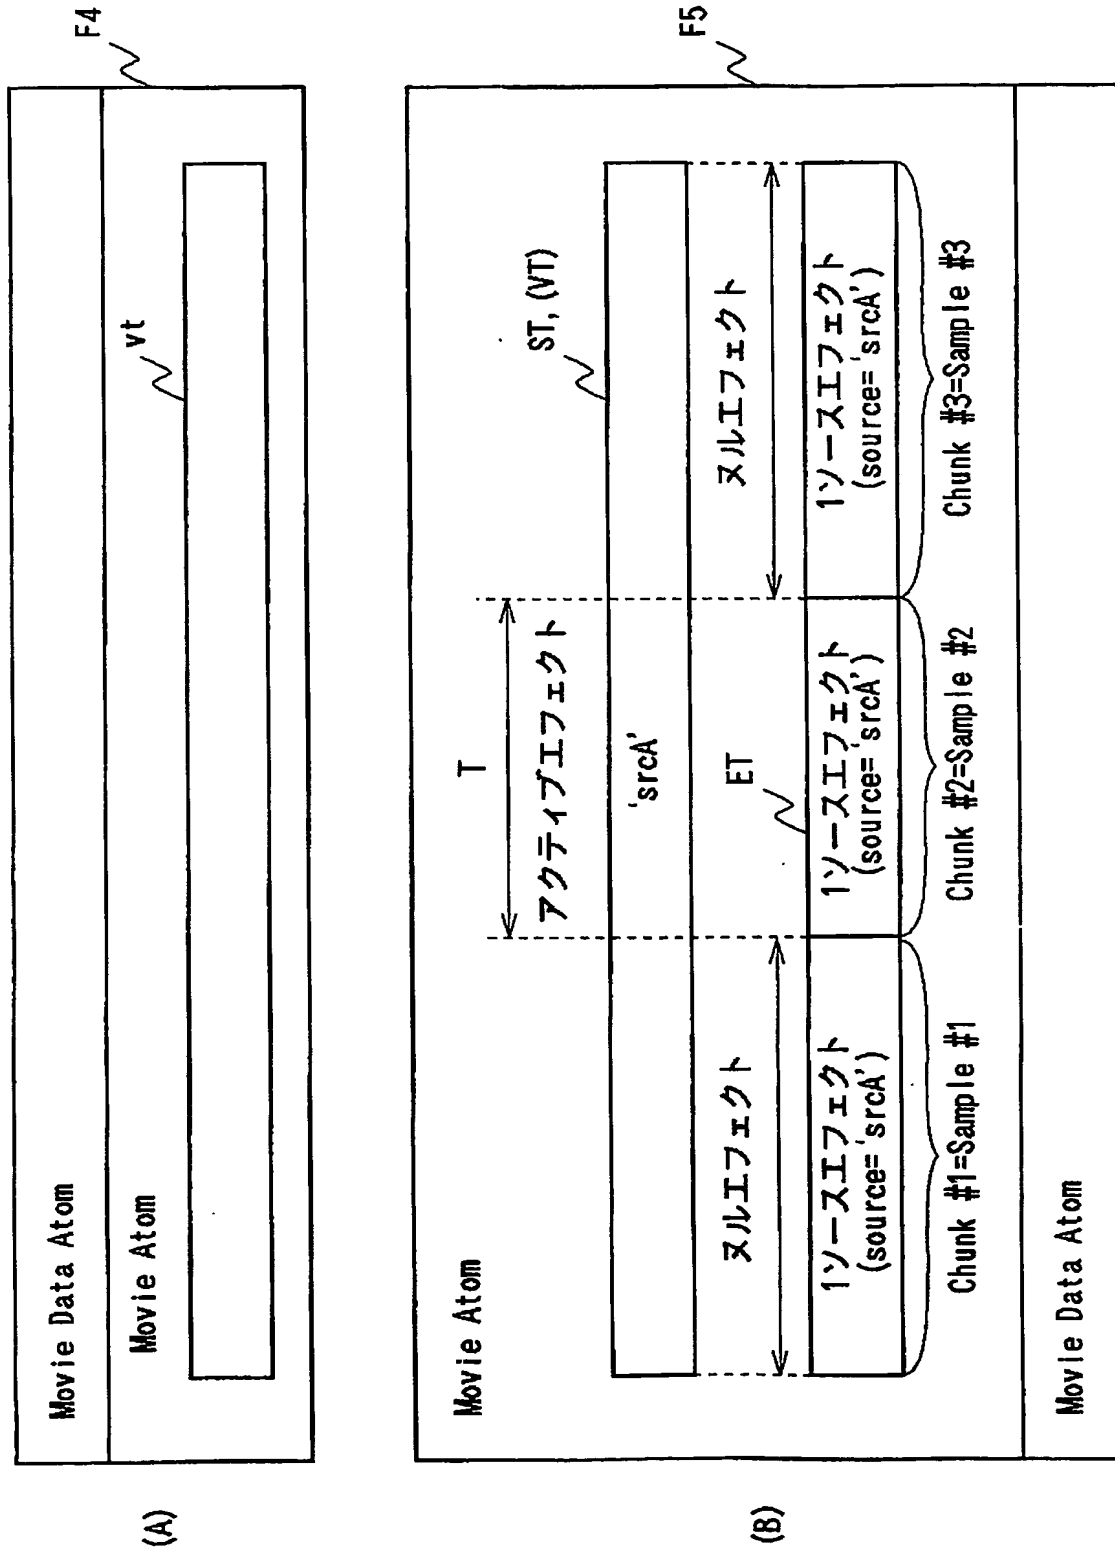 (A)
F4
Movie Data Atom
Movie Atom
vt
(B)
F5
Movie Atom
T
アクティブエフェクト
ST, (VT)
'srcA'
ヌルエフェクト
ET
ヌルエフェクト
1ソースエフェクト
(source='srcA')
1ソースエフェクト
(source='srcA')
1ソースエフェクト
(source='srcA')
Chunk #1=Sample #1
Chunk #2=Sample #2
Chunk #3=Sample #3
Movie Data Atom